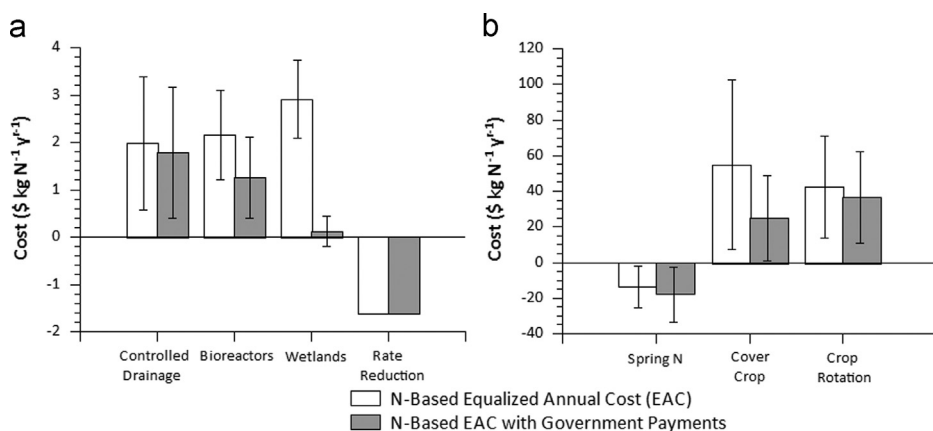 a
b
4
3
2
1
0
-1
-2
Cost ($ kg N⁻¹ yr⁻¹)
Controlled
Drainage
Bioreactors
Wetlands
Rate
Reduction
120
100
80
60
40
20
0
-20
-40
Cost ($ kg N⁻¹ yr⁻¹)
Spring N
Cover
Crop
Crop
Rotation
N-Based Equalized Annual Cost (EAC)
N-Based EAC with Government Payments